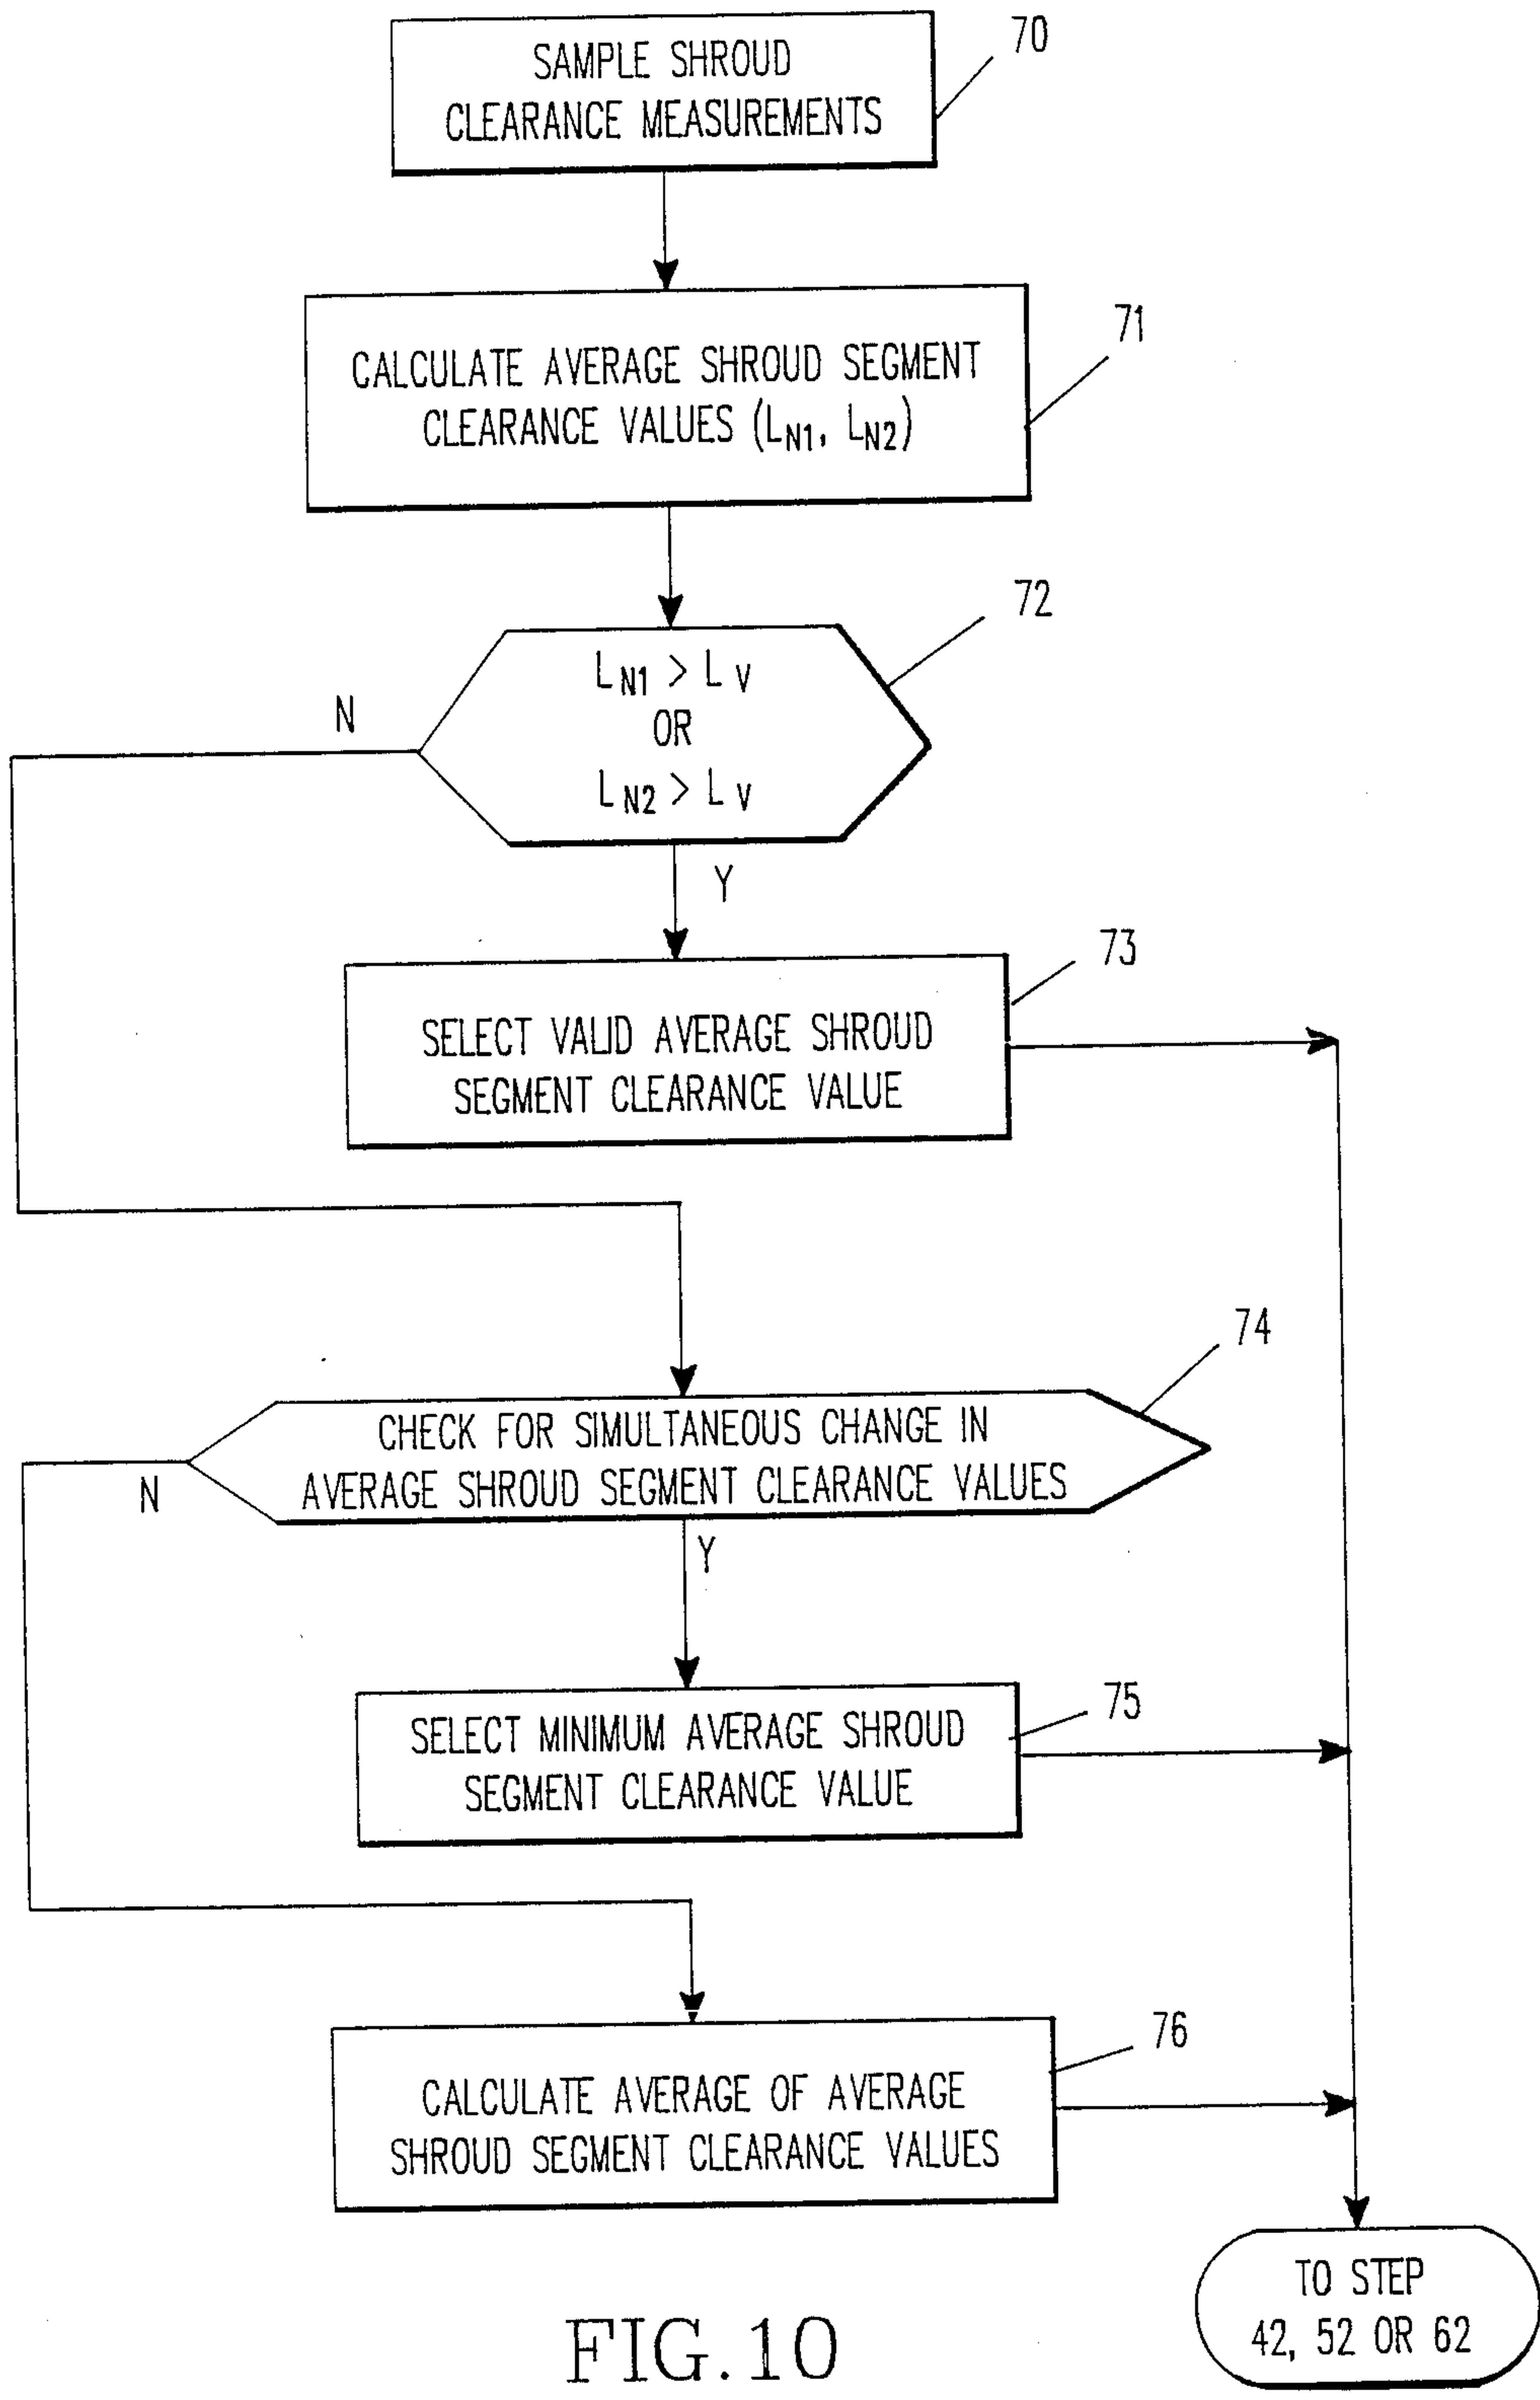 70
SAMPLE SHROUD
CLEARANCE MEASUREMENTS
71
CALCULATE AVERAGE SHROUD SEGMENT
CLEARANCE VALUES (LN1, LN2)
72
LN1 > LV
OR
LN2 > LV
N
Y
73
SELECT VALID AVERAGE SHROUD
SEGMENT CLEARANCE VALUE
74
CHECK FOR SIMULTANEOUS CHANGE IN
AVERAGE SHROUD SEGMENT CLEARANCE VALUES
N
Y
75
SELECT MINIMUM AVERAGE SHROUD
SEGMENT CLEARANCE VALUE
76
CALCULATE AVERAGE OF AVERAGE
SHROUD SEGMENT CLEARANCE VALUES
TO STEP
42, 52 OR 62
FIG.10